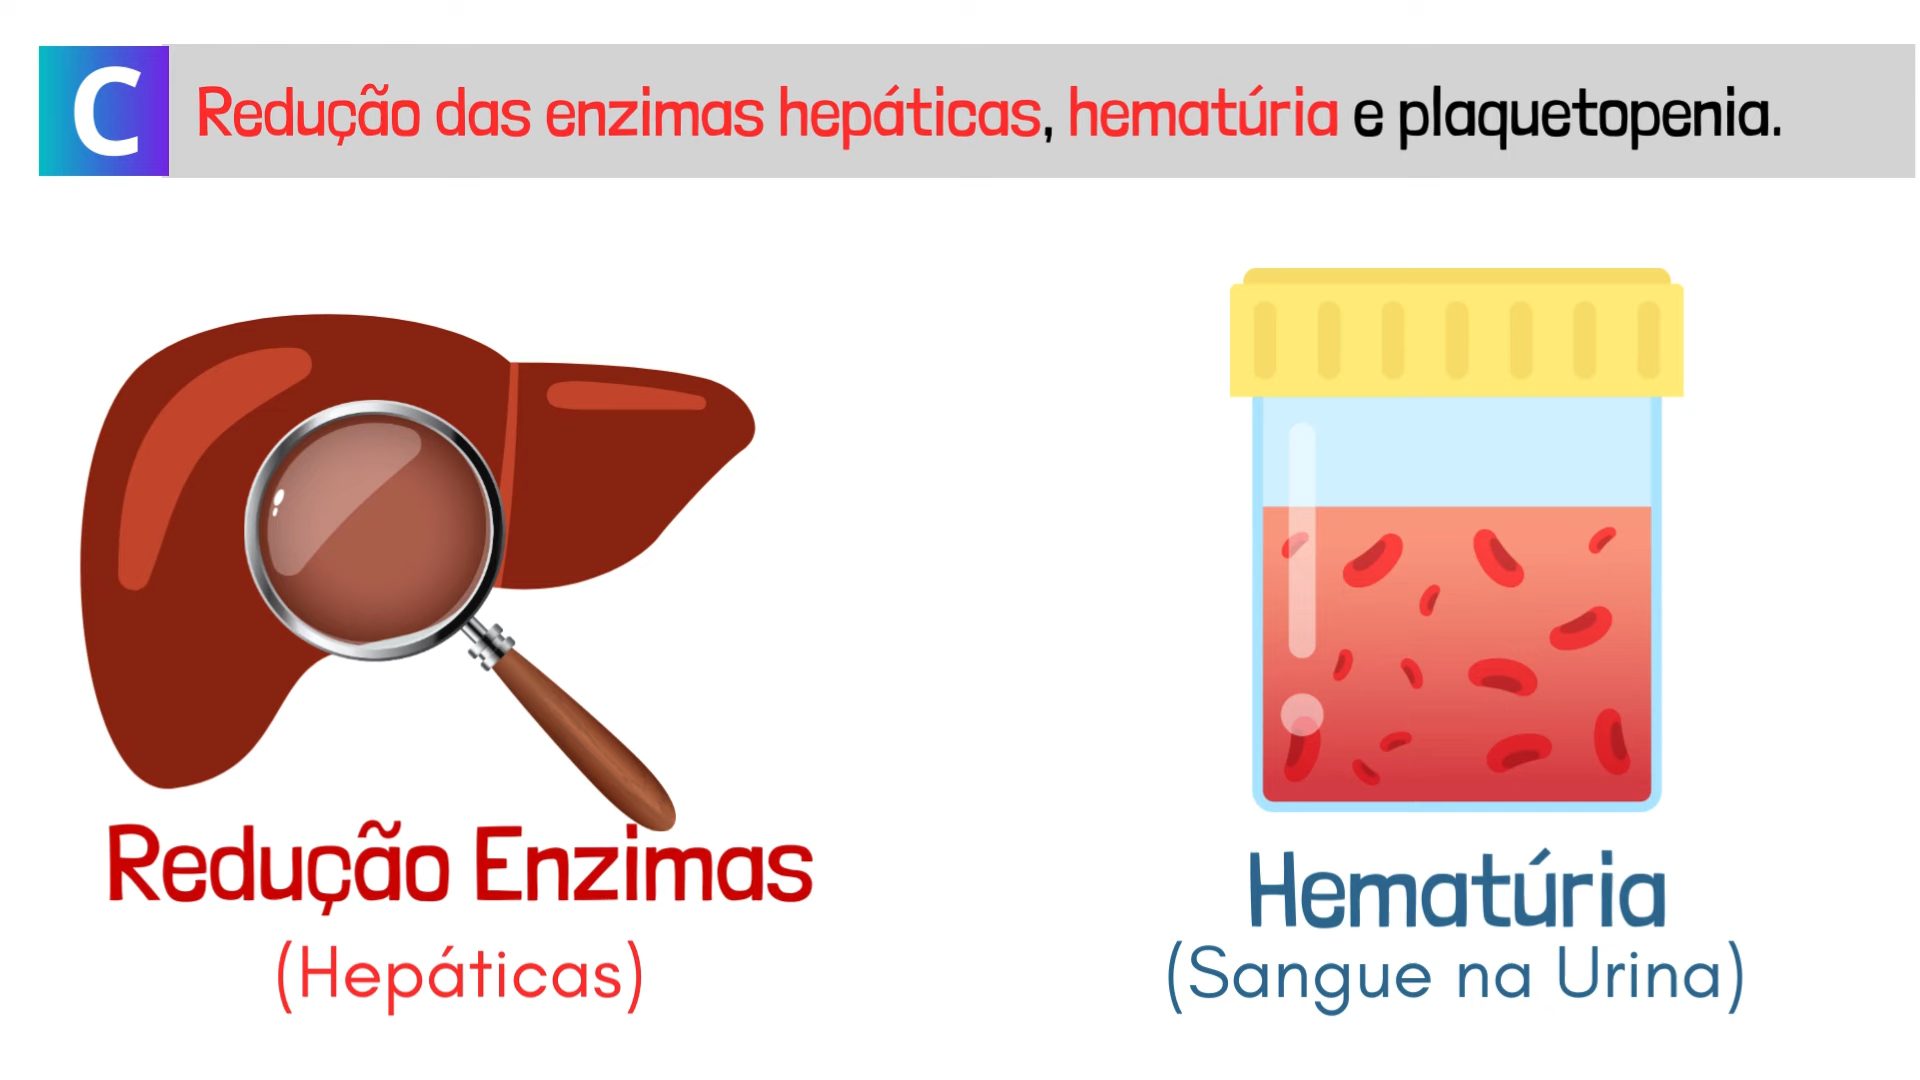 C
Redução das enzimas hepáticas, hematúria e plaquetopenia.
Redução Enzimas
(Hepáticas)
Hematúria
(Sangue na Urina)